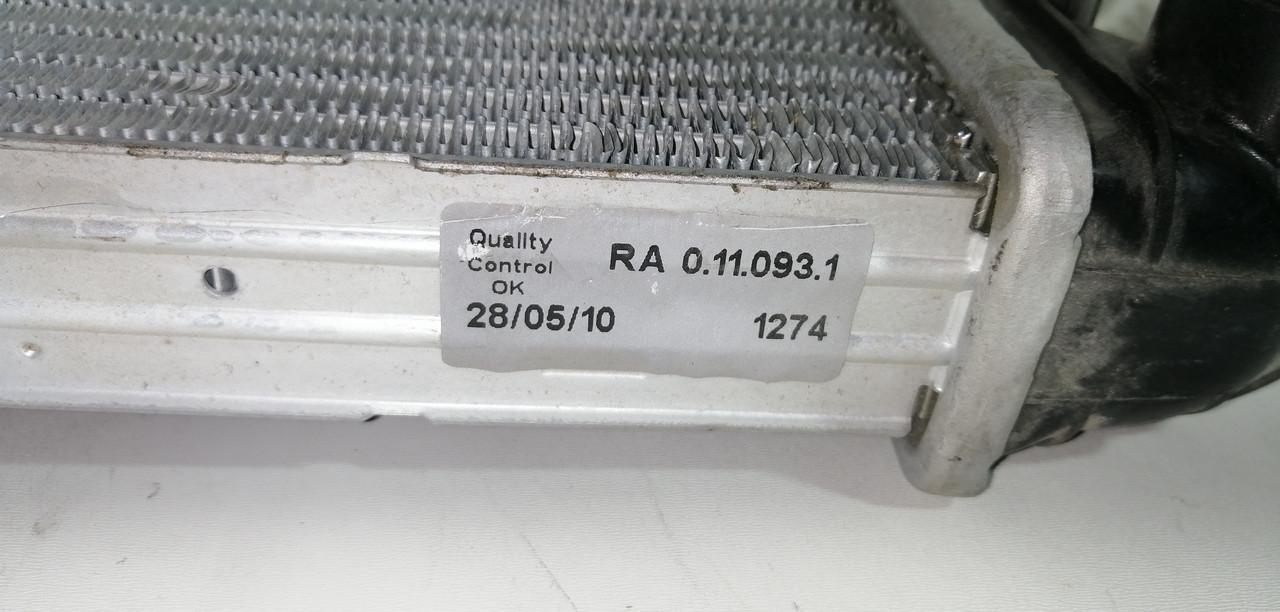 Quality
Control
OK
RA 0.11.093.1
28/05/10
1274